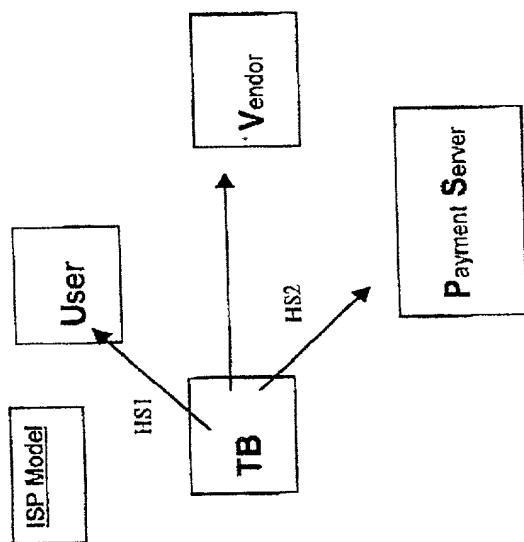 ISP Model
User
HS1
TB
HS2
Vendor
Payment Server